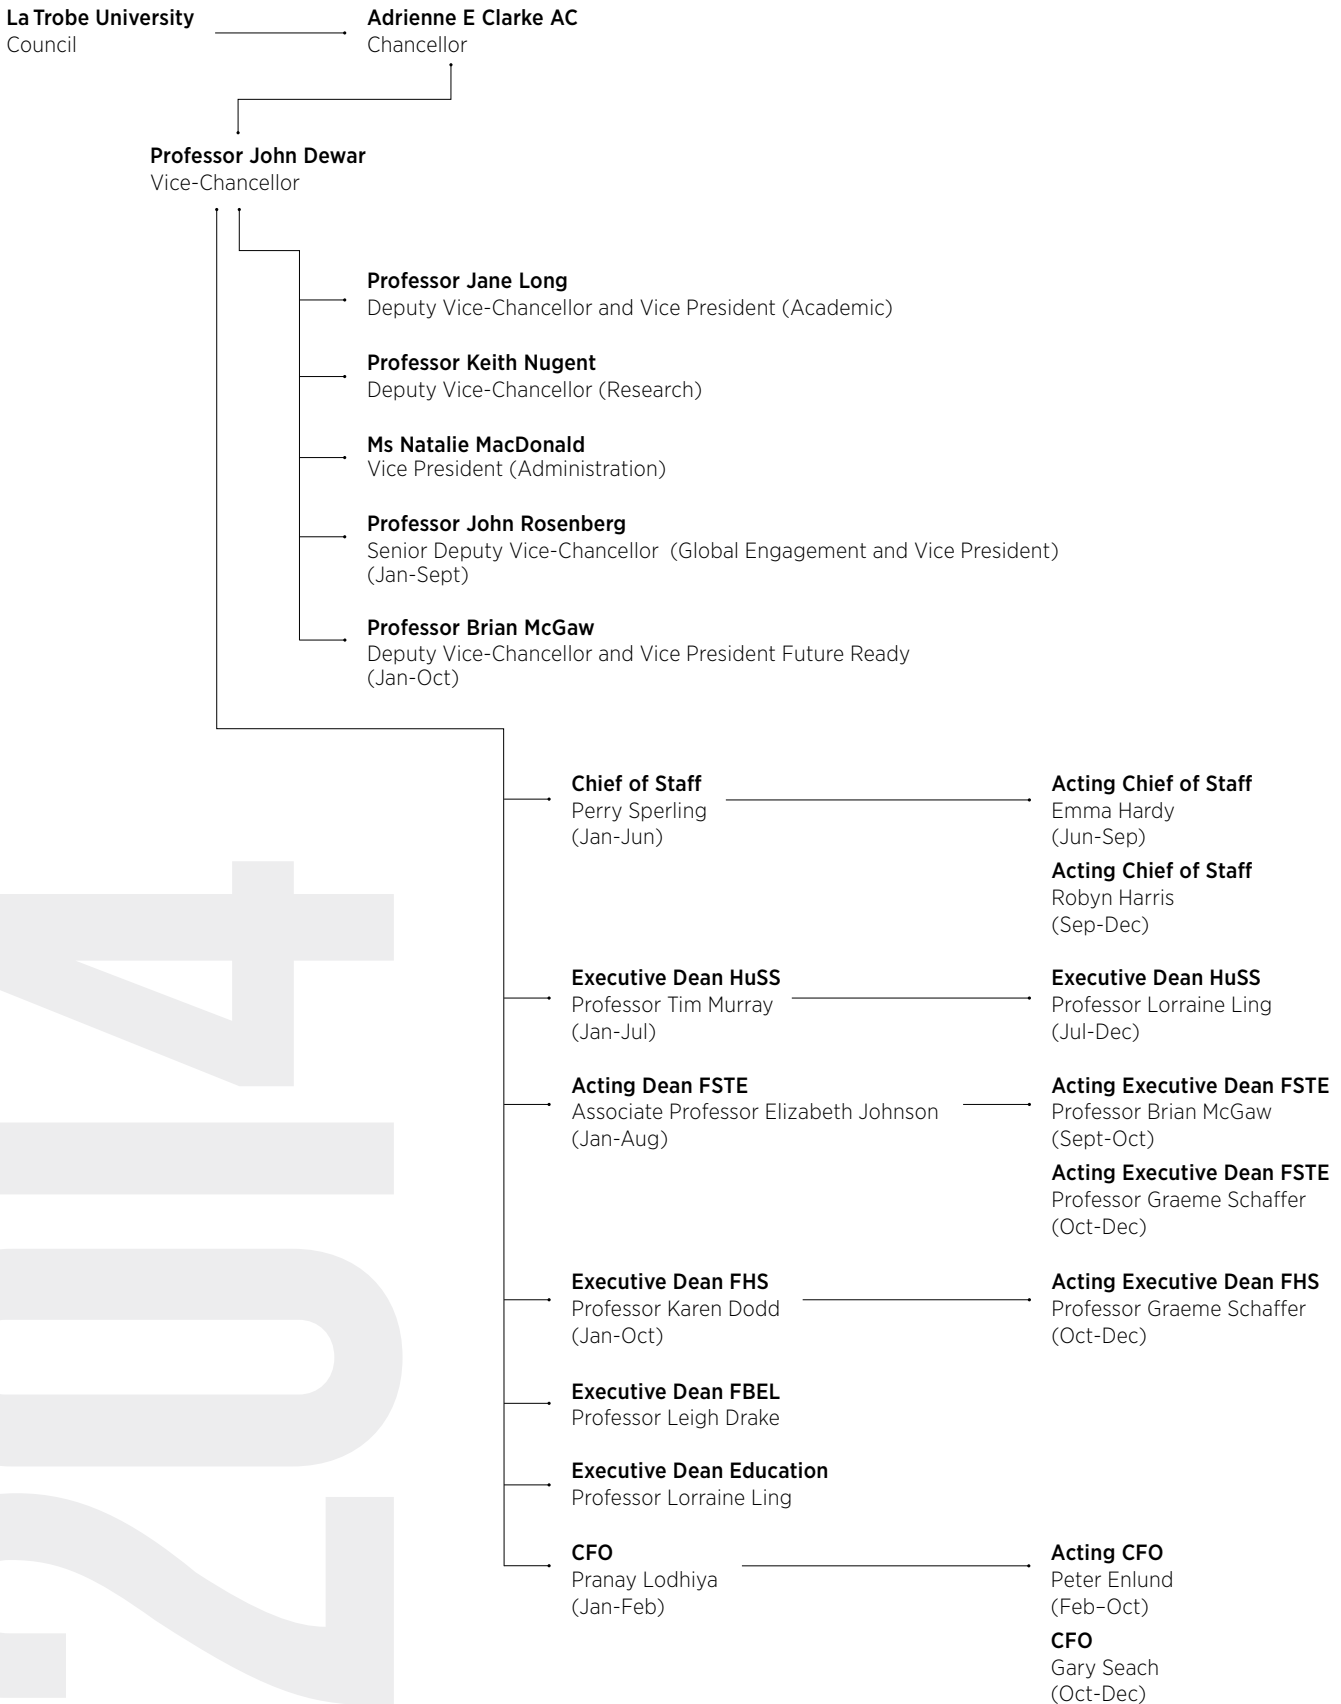 La Trobe University
Council
Adrienne E Clarke AC
Chancellor
Professor John Dewar
Vice-Chancellor
Professor Jane Long
Deputy Vice-Chancellor and Vice President (Academic)
Professor Keith Nugent
Deputy Vice-Chancellor (Research)
Ms Natalie MacDonald
Vice President (Administration)
Professor John Rosenberg
Senior Deputy Vice-Chancellor (Global Engagement and Vice President)
(Jan-Sept)
Professor Brian McGaw
Deputy Vice-Chancellor and Vice President Future Ready
(Jan-Oct)
Chief of Staff
Perry Sperling
(Jan-Jun)
Acting Chief of Staff
Emma Hardy
(Jun-Sep)
Acting Chief of Staff
Robyn Harris
(Sep-Dec)
Executive Dean HuSS
Professor Tim Murray
(Jan-Jul)
Executive Dean HuSS
Professor Lorraine Ling
(Jul-Dec)
Acting Dean FSTE
Associate Professor Elizabeth Johnson
(Jan-Aug)
Acting Executive Dean FSTE
Professor Brian McGaw
(Sept-Oct)
Acting Executive Dean FSTE
Professor Graeme Schaffer
(Oct-Dec)
Executive Dean FHS
Professor Karen Dodd
(Jan-Oct)
Acting Executive Dean FHS
Professor Graeme Schaffer
(Oct-Dec)
Executive Dean FBEL
Professor Leigh Drake
Executive Dean Education
Professor Lorraine Ling
CFO
Pranay Lodhiya
(Jan-Feb)
Acting CFO
Peter Enlund
(Feb–Oct)
CFO
Gary Seach
(Oct-Dec)
2014